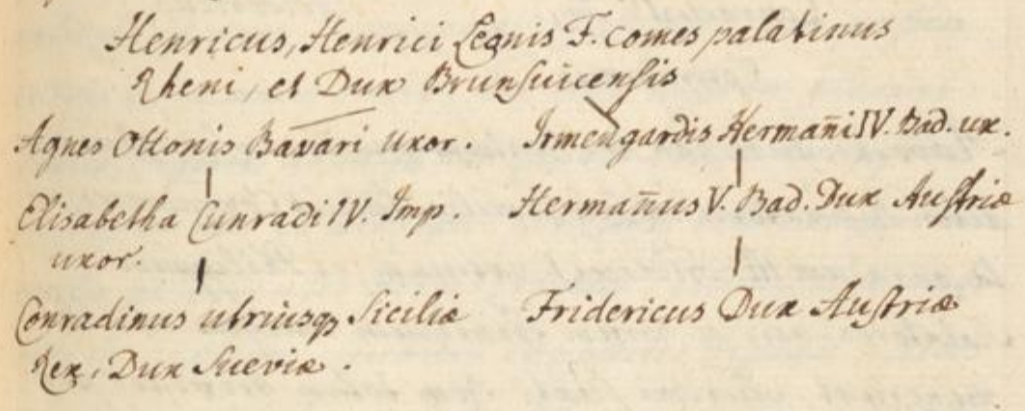 Henricus, Henrici Leonis F. comes palatinus
Rheni, et Dux Brunsuicensis
Agnes Ottonis Bavari uxor. Irmengardis Hermañi IV. Bad. ux.
Elisabetha Cunradi IV. Imp. Hermañus V. Bad. Dux Austriæ
uxor.
Conradinus utriusqꝫ Siciliæ Fridericus Dux Austriæ
Rex, Dux Sueviæ.